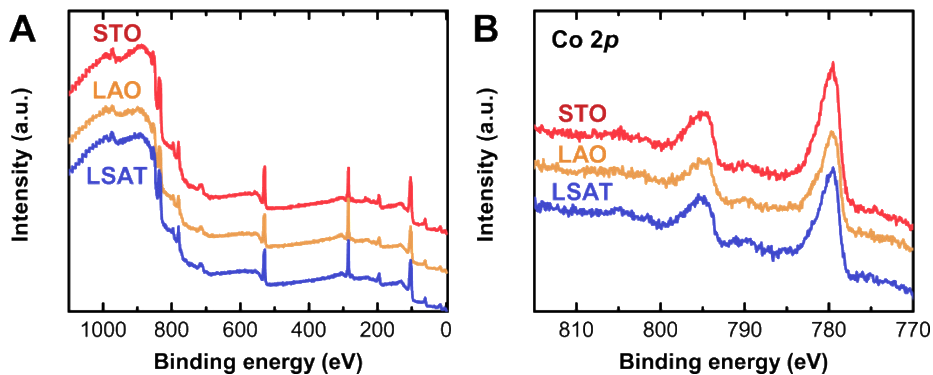 A
STO
LAO
LSAT
Intensity (a.u.)
1000 800 600 400 200 0
Binding energy (eV)
B
Co 2p
STO
LAO
LSAT
Intensity (a.u.)
810 800 790 780 770
Binding energy (eV)